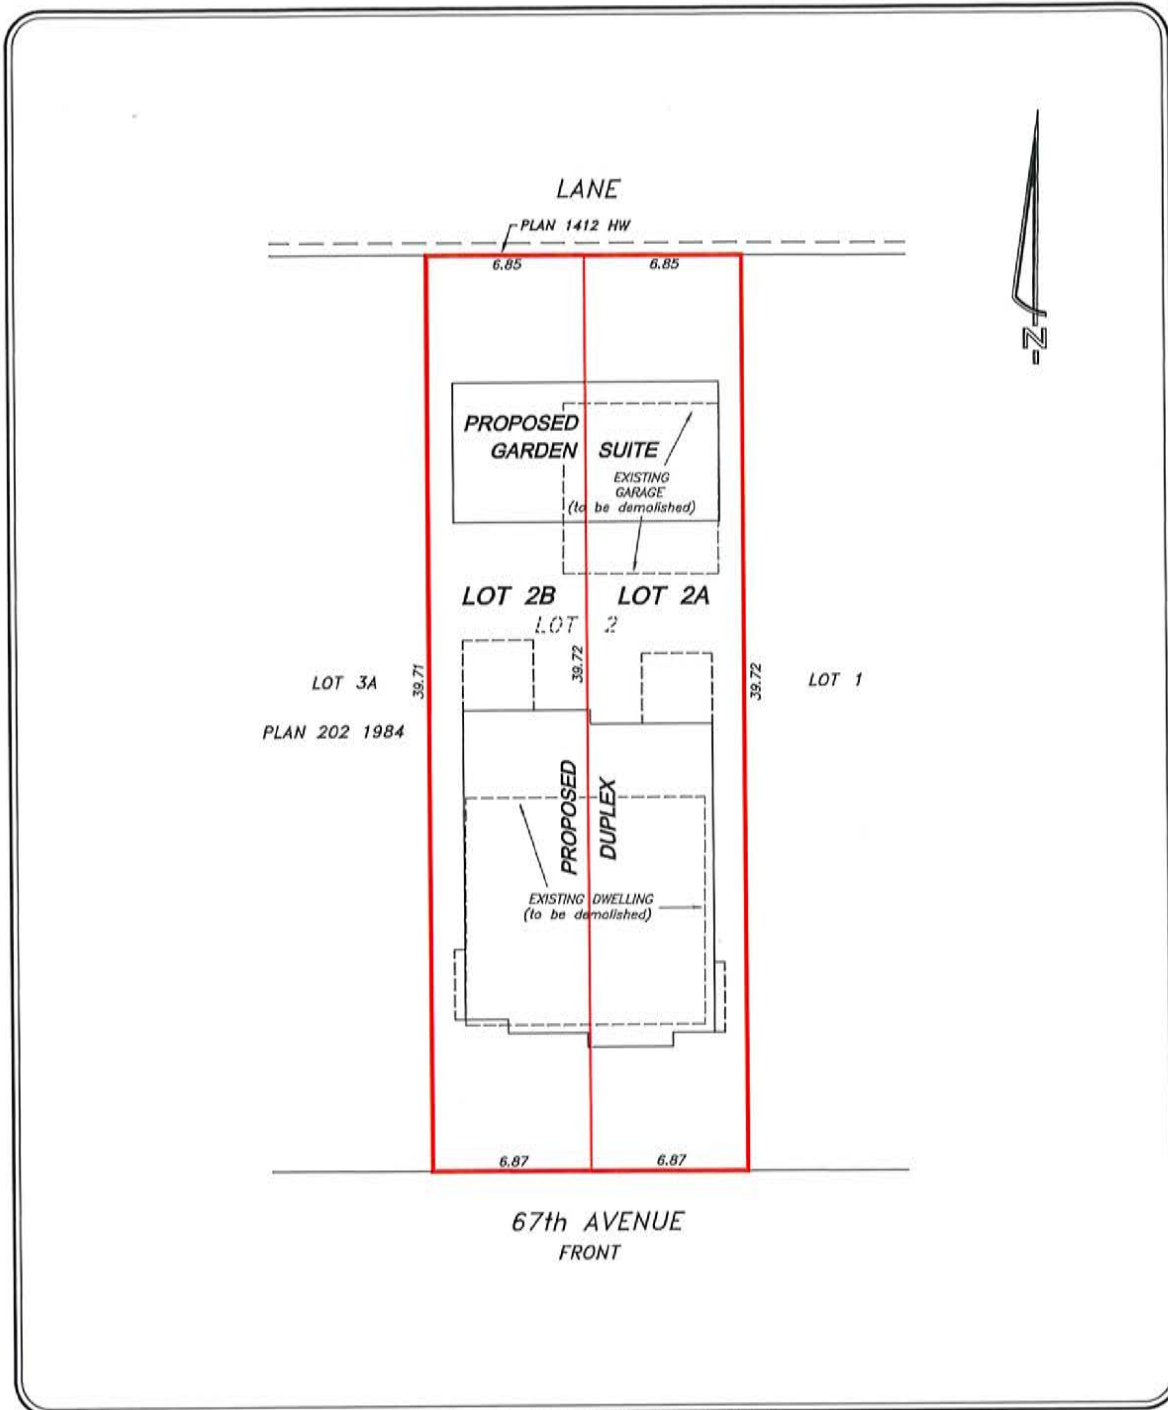 LANE
PLAN 1412 HW
6.85
6.85
PROPOSED
GARDEN SUITE
EXISTING
GARAGE
(to be demolished)
LOT 2B
LOT 2A
LOT 2
39.71
39.72
39.72
LOT 3A
PLAN 202 1984
LOT 1
PROPOSED
DUPLEX
EXISTING DWELLING
(to be demolished)
6.87
6.87
67th AVENUE
FRONT
N